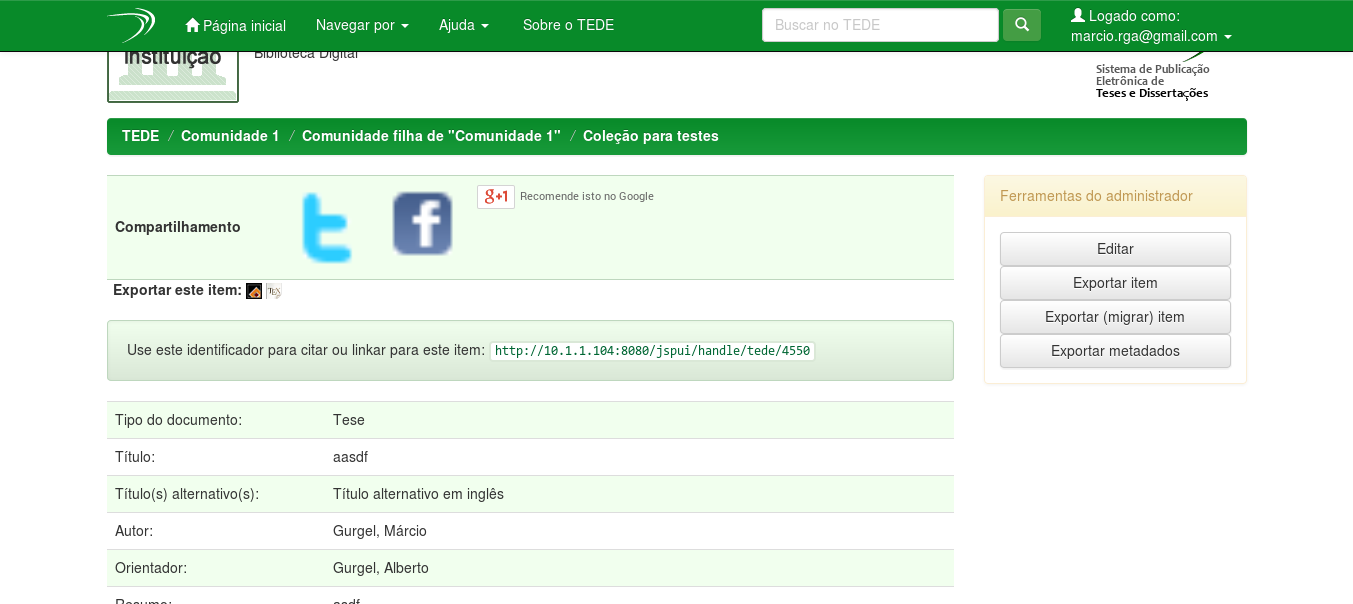 Página inicial
Navegar por
Ajuda
Sobre o TEDE
Buscar no TEDE
Logado como:
marcio.rga@gmail.com
Instituição
Biblioteca Digital
Sistema de Publicação
Eletrônica de
Teses e Dissertações
TEDE / Comunidade 1 / Comunidade filha de "Comunidade 1" / Coleção para testes
Compartilhamento
g+1 Recomende isto no Google
Exportar este item: TEX
Use este identificador para citar ou linkar para este item: http://10.1.1.104:8080/jspui/handle/tede/4550
Tipo do documento: Tese
Título: aasdf
Título(s) alternativo(s): Título alternativo em inglês
Autor: Gurgel, Márcio
Orientador: Gurgel, Alberto
Resumo: asdf
Ferramentas do administrador
Editar
Exportar item
Exportar (migrar) item
Exportar metadados